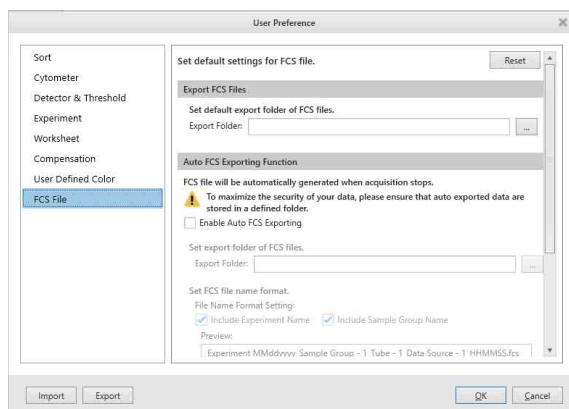 User Preference
Sort
Cytometer
Detector & Threshold
Experiment
Worksheet
Compensation
User Defined Color
FCS File
Set default settings for FCS file.
Reset
Export FCS Files
Set default export folder of FCS files.
Export Folder:
...
Auto FCS Exporting Function
FCS file will be automatically generated when acquisition stops.
To maximize the security of your data, please ensure that auto exported data are
stored in a defined folder.
Enable Auto FCS Exporting
Set export folder of FCS files.
Export Folder:
...
Set FCS file name format.
File Name Format Setting:
Include Experiment Name
Include Sample Group Name
Preview:
Experiment MMddyyyy Sample Group - 1 Tube - 1 Data Source - 1 HHMMSS.fcs
Import
Export
OK
Cancel